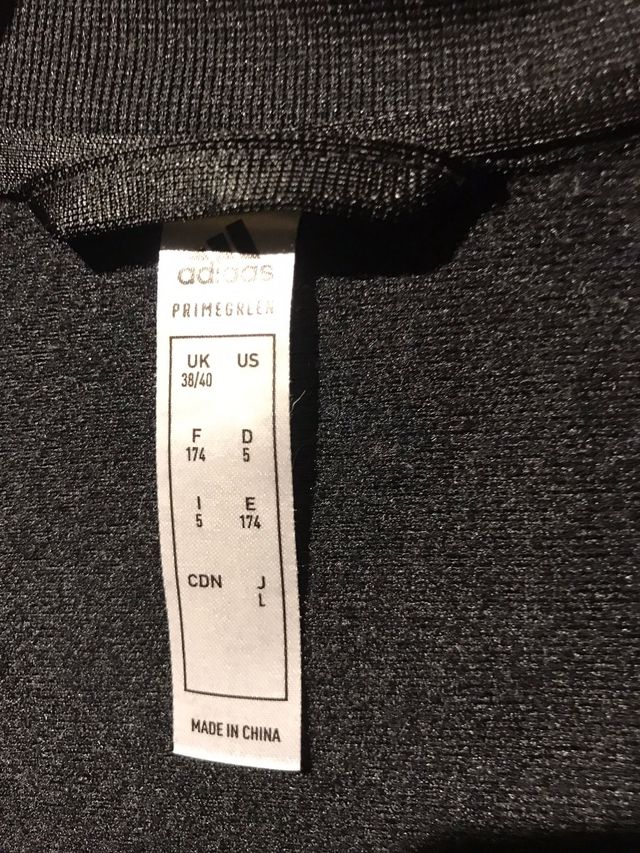 adidas
PRIMEGREEN
UK US
38/40
F D
174 5
I E
5 174
CDN J
L
MADE IN CHINA